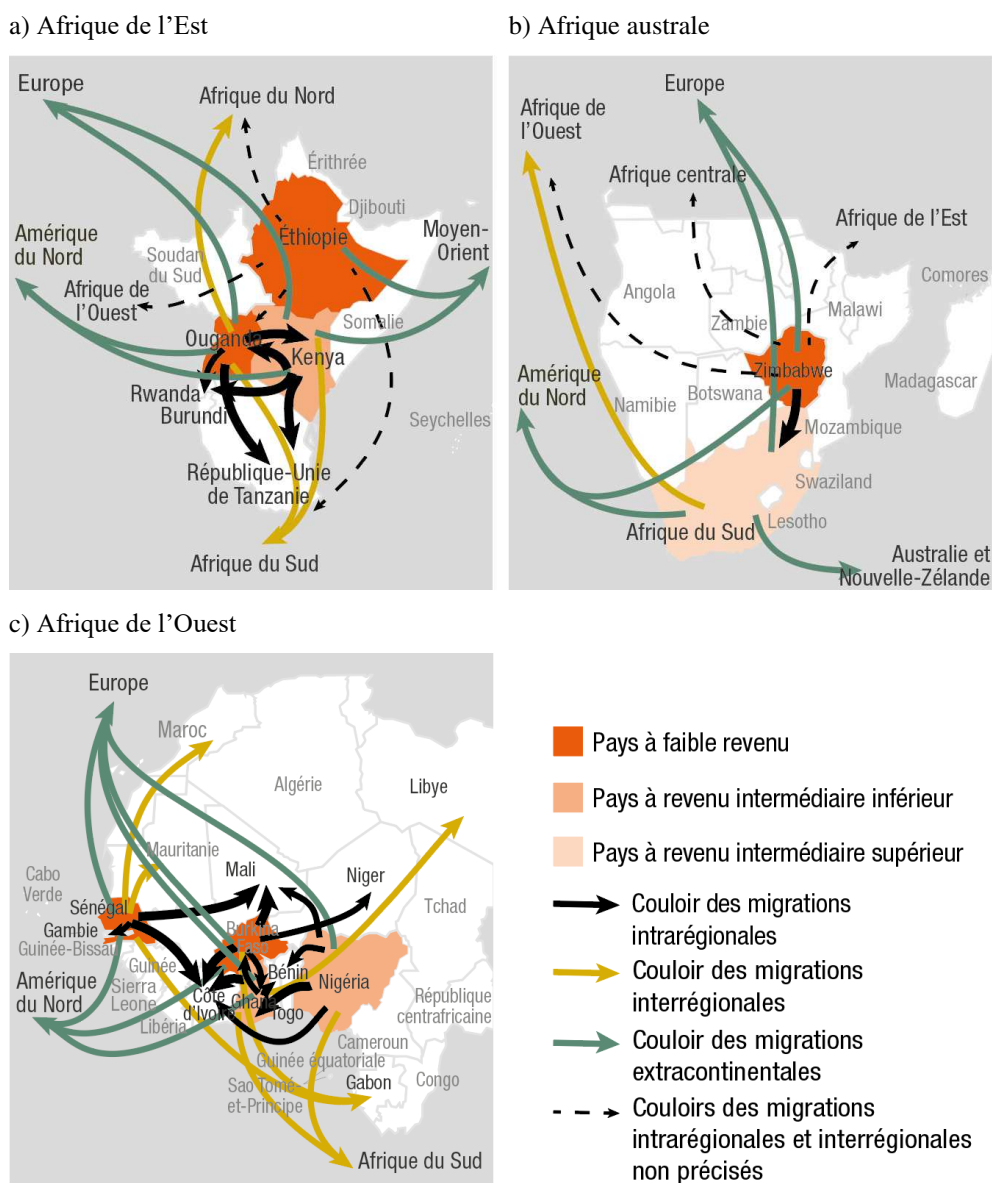 a) Afrique de l’Est
Europe
Afrique du Nord
Érithrée
Djibouti
Amérique
du Nord
Moyen-
Orient
Éthiopie
Soudan
du Sud
Afrique de
l’Ouest
Somalie
Ouganda
Kenya
Rwanda
Burundi
Seychelles
République-Unie
de Tanzanie
Afrique du Sud
b) Afrique australe
Europe
Afrique de
l’Ouest
Afrique centrale
Afrique de l’Est
Comores
Angola
Malawi
Zambie
Zimbabwe
Amérique
du Nord
Madagascar
Botswana
Namibie
Mozambique
Swaziland
Lesotho
Afrique du Sud
Australie et
Nouvelle-Zélande
c) Afrique de l’Ouest
Europe
Maroc
Algérie
Libye
Mauritanie
Mali
Niger
Cabo
Verde
Tchad
Sénégal
Gambie
Guinée-Bissau
Burkina
Faso
Guinée
Bénin
Nigéria
Amérique
du Nord
Sierra
Leone
Côte
d’Ivoire
Ghana
Togo
République
centrafricaine
Libéria
Cameroun
Guinée équatoriale
Gabon
Congo
Sao Tomé-
et-Principe
Afrique du Sud
Pays à faible revenu
Pays à revenu intermédiaire inférieur
Pays à revenu intermédiaire supérieur
Couloir des migrations
intrarégionales
Couloir des migrations
interrégionales
Couloir des migrations
extracontinentales
Couloirs des migrations
intrarégionales et interrégionales
non précisés